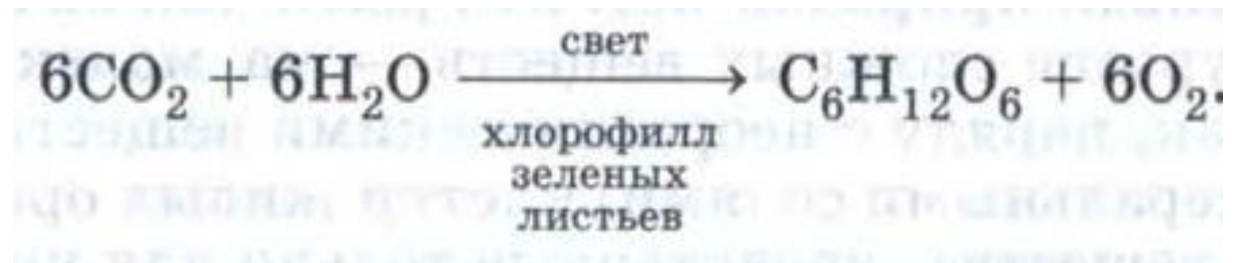 свет
6CO₂ + 6H₂O ⟶ C₆H₁₂O₆ + 6O₂.
хлорофилл
зеленых
листьев